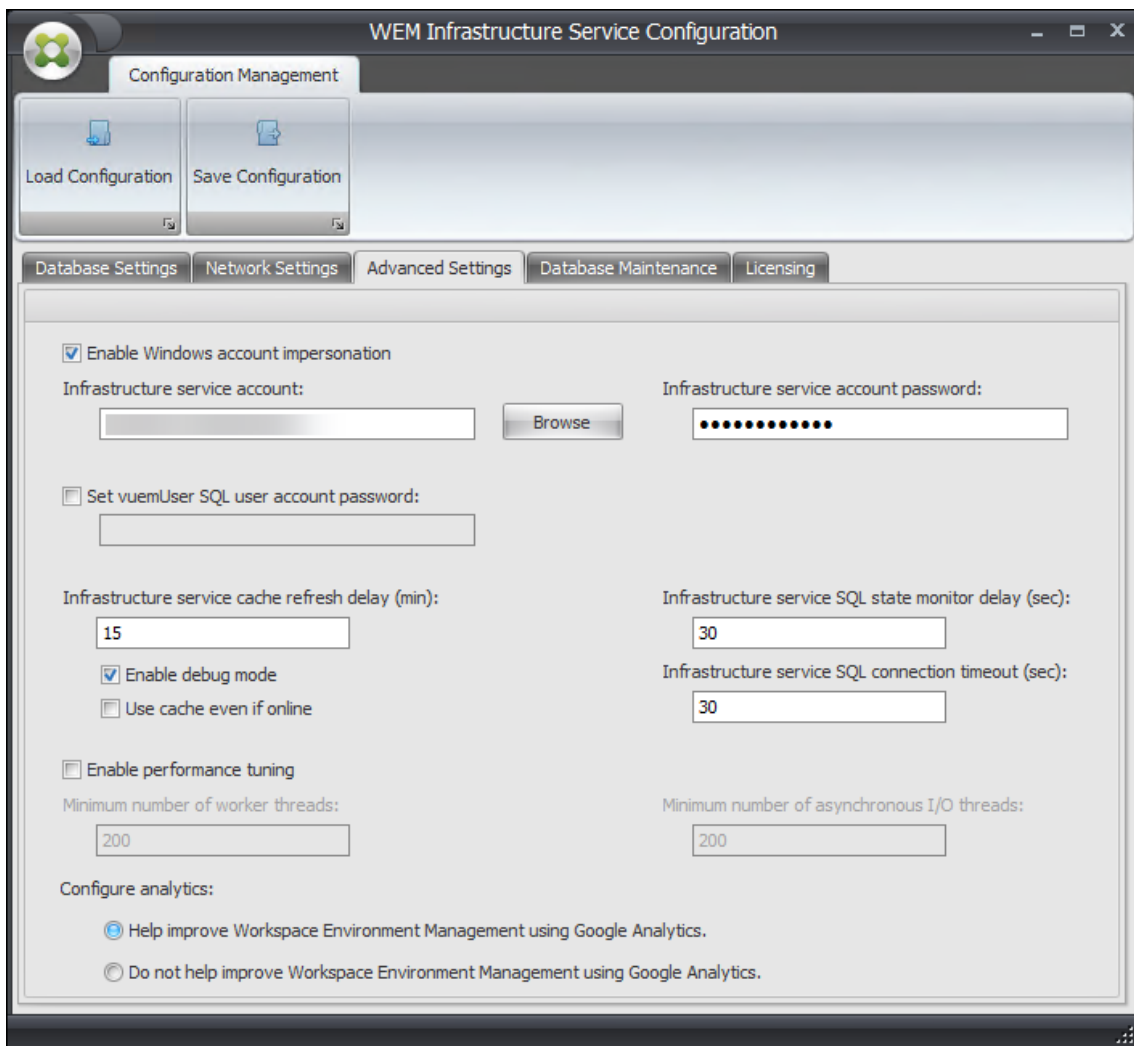 WEM Infrastructure Service Configuration
Configuration Management
Load Configuration
Save Configuration
Database Settings
Network Settings
Advanced Settings
Database Maintenance
Licensing
Enable Windows account impersonation
Infrastructure service account:
Infrastructure service account password:
Browse
••••••••••••
Set vuemUser SQL user account password:
Infrastructure service cache refresh delay (min):
Infrastructure service SQL state monitor delay (sec):
15
30
Enable debug mode
Infrastructure service SQL connection timeout (sec):
Use cache even if online
30
Enable performance tuning
Minimum number of worker threads:
Minimum number of asynchronous I/O threads:
200
200
Configure analytics:
Help improve Workspace Environment Management using Google Analytics.
Do not help improve Workspace Environment Management using Google Analytics.